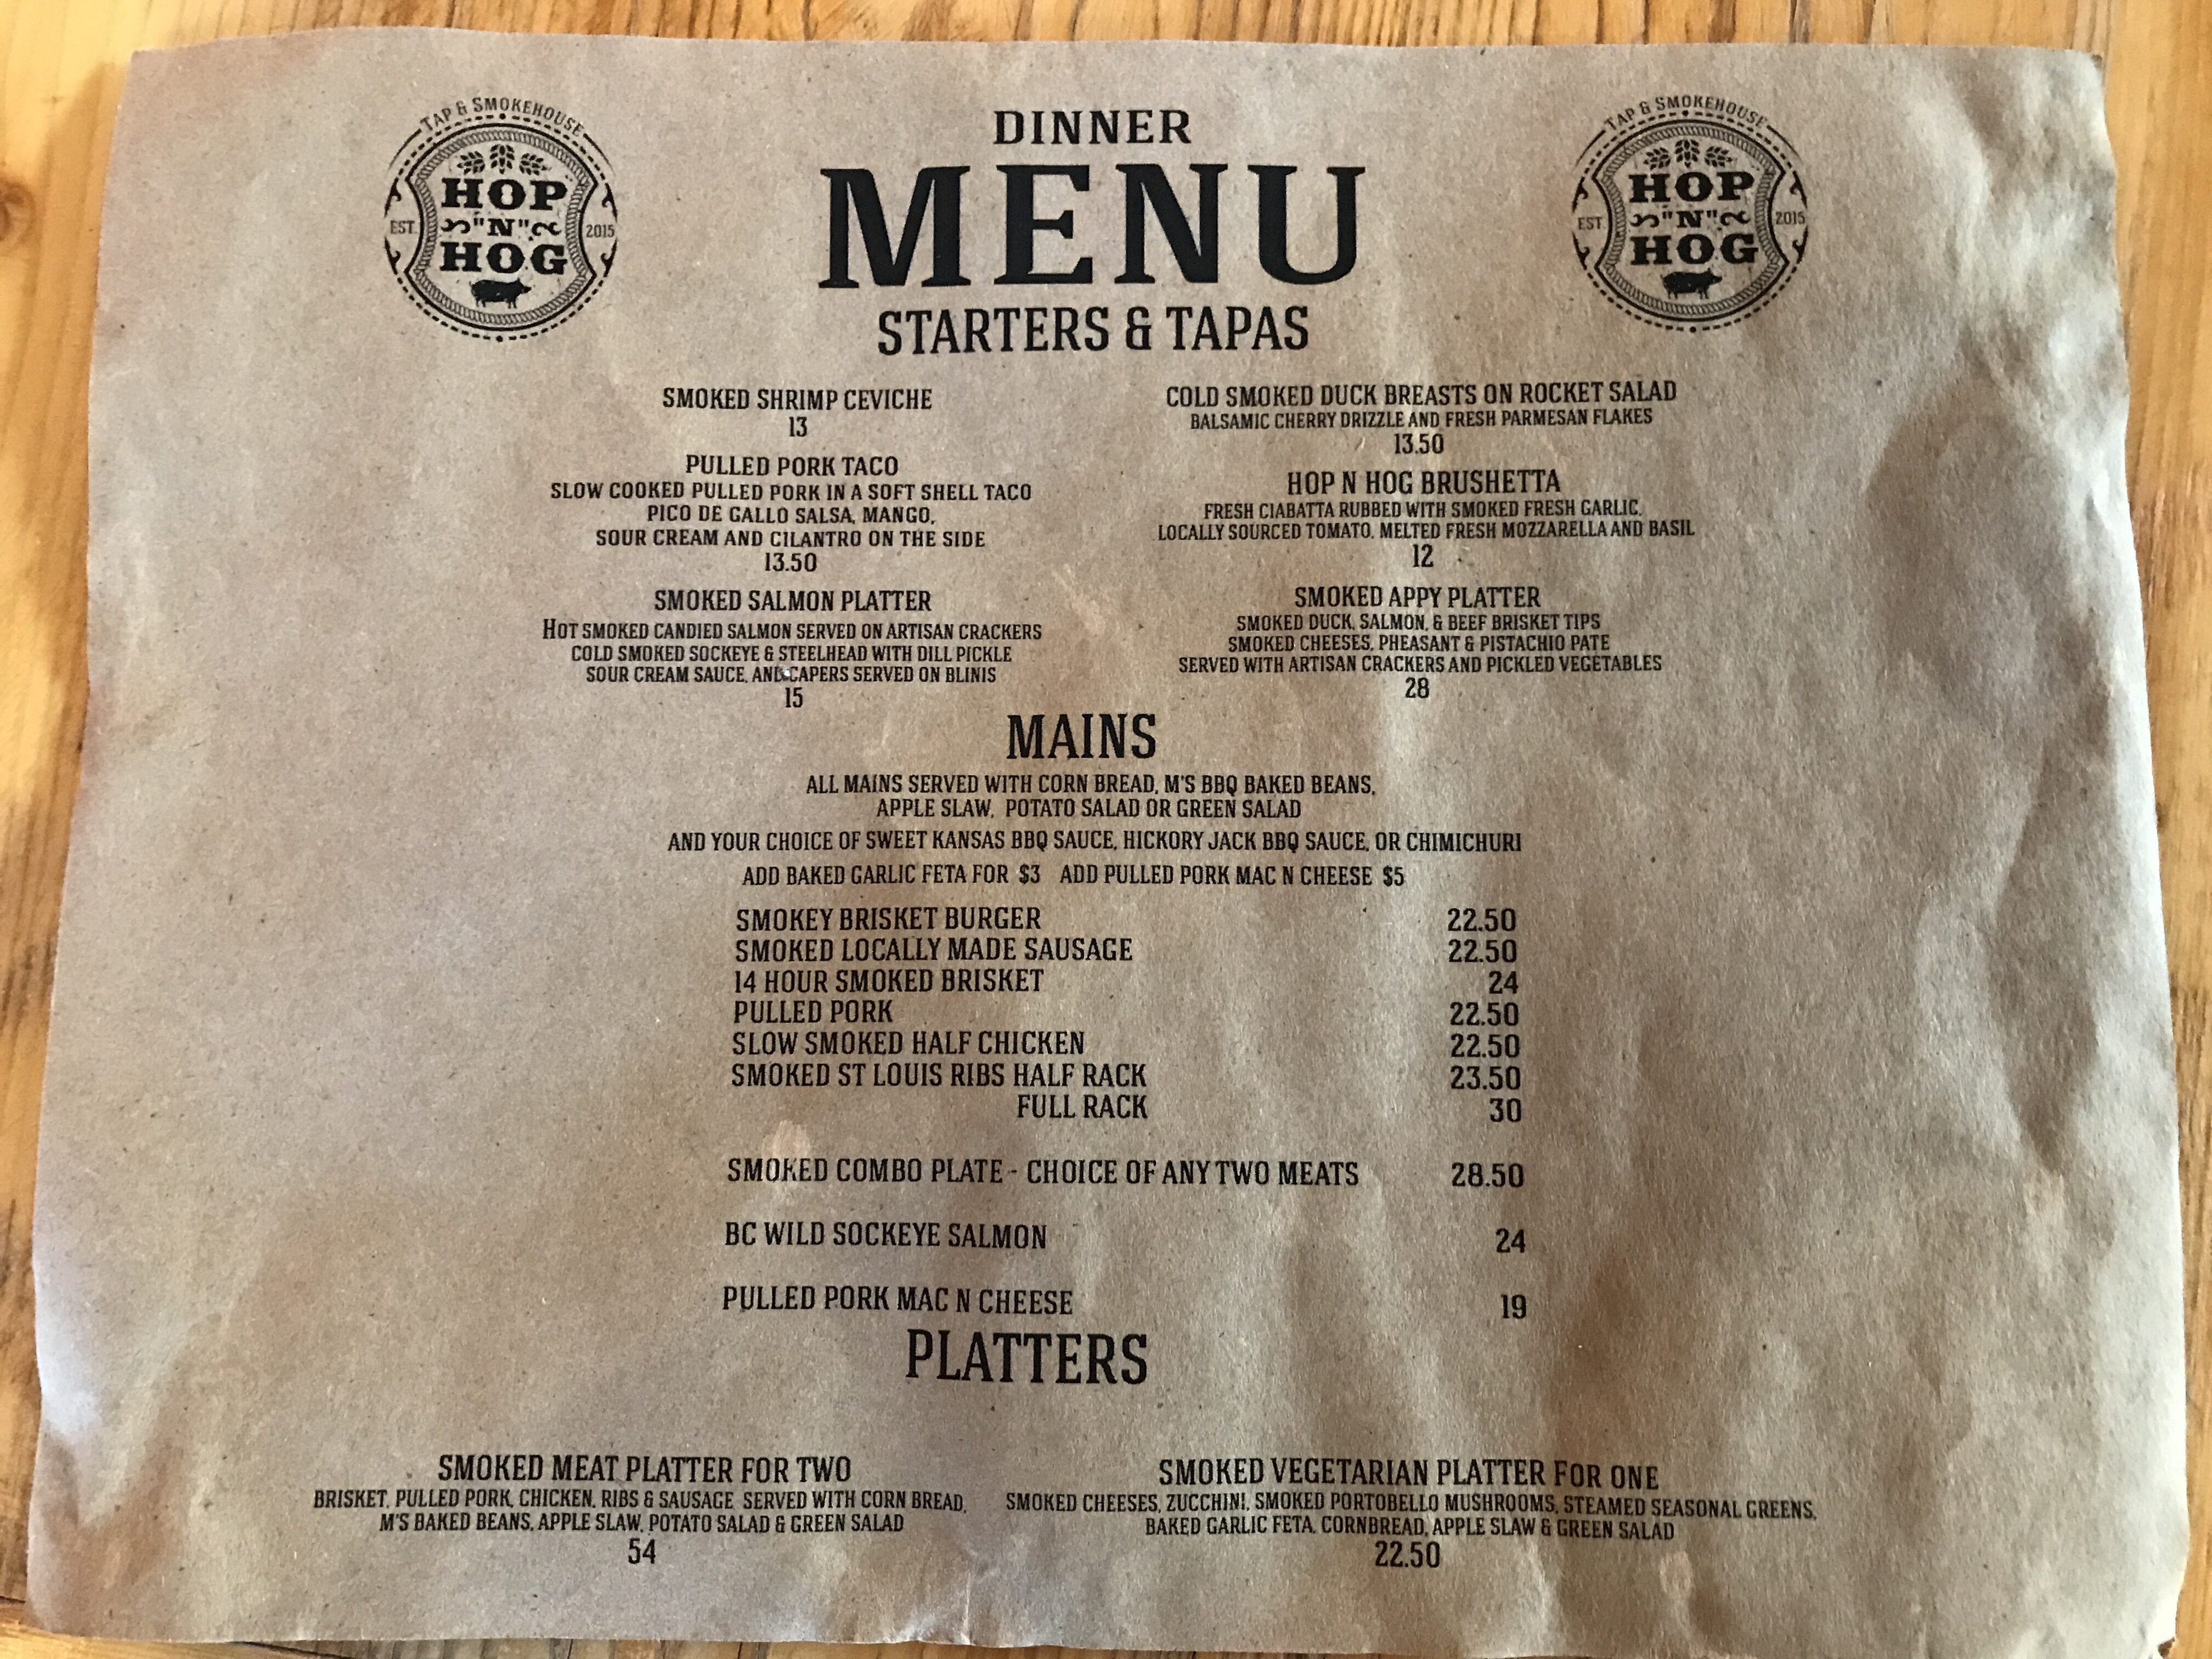 TAP & SMOKEHOUSE
HOP
EST. "N" 2015
HOG
TAP & SMOKEHOUSE
HOP
EST. "N" 2015
HOG
DINNER
MENU
STARTERS & TAPAS
SMOKED SHRIMP CEVICHE
13
PULLED PORK TACO
SLOW COOKED PULLED PORK IN A SOFT SHELL TACO
PICO DE GALLO SALSA, MANGO,
SOUR CREAM AND CILANTRO ON THE SIDE
13.50
SMOKED SALMON PLATTER
HOT SMOKED CANDIED SALMON SERVED ON ARTISAN CRACKERS
COLD SMOKED SOCKEYE & STEELHEAD WITH DILL PICKLE
SOUR CREAM SAUCE, AND CAPERS SERVED ON BLINIS
15
COLD SMOKED DUCK BREASTS ON ROCKET SALAD
BALSAMIC CHERRY DRIZZLE AND FRESH PARMESAN FLAKES
13.50
HOP N HOG BRUSHETTA
FRESH CIABATTA RUBBED WITH SMOKED FRESH GARLIC,
LOCALLY SOURCED TOMATO, MELTED FRESH MOZZARELLA AND BASIL
12
SMOKED APPY PLATTER
SMOKED DUCK, SALMON, & BEEF BRISKET TIPS
SMOKED CHEESES, PHEASANT & PISTACHIO PATE
SERVED WITH ARTISAN CRACKERS AND PICKLED VEGETABLES
28
MAINS
ALL MAINS SERVED WITH CORN BREAD, M'S BBQ BAKED BEANS,
APPLE SLAW, POTATO SALAD OR GREEN SALAD
AND YOUR CHOICE OF SWEET KANSAS BBQ SAUCE, HICKORY JACK BBQ SAUCE, OR CHIMICHURI
ADD BAKED GARLIC FETA FOR $3 ADD PULLED PORK MAC N CHEESE $5
SMOKEY BRISKET BURGER 22.50
SMOKED LOCALLY MADE SAUSAGE 22.50
14 HOUR SMOKED BRISKET 24
PULLED PORK 22.50
SLOW SMOKED HALF CHICKEN 22.50
SMOKED ST LOUIS RIBS HALF RACK 23.50
FULL RACK 30
SMOKED COMBO PLATE - CHOICE OF ANY TWO MEATS 28.50
BC WILD SOCKEYE SALMON 24
PULLED PORK MAC N CHEESE 19
PLATTERS
SMOKED MEAT PLATTER FOR TWO
BRISKET, PULLED PORK, CHICKEN, RIBS & SAUSAGE SERVED WITH CORN BREAD,
M'S BAKED BEANS, APPLE SLAW, POTATO SALAD & GREEN SALAD
54
SMOKED VEGETARIAN PLATTER FOR ONE
SMOKED CHEESES, ZUCCHINI, SMOKED PORTOBELLO MUSHROOMS, STEAMED SEASONAL GREENS,
BAKED GARLIC FETA, CORNBREAD, APPLE SLAW & GREEN SALAD
22.50